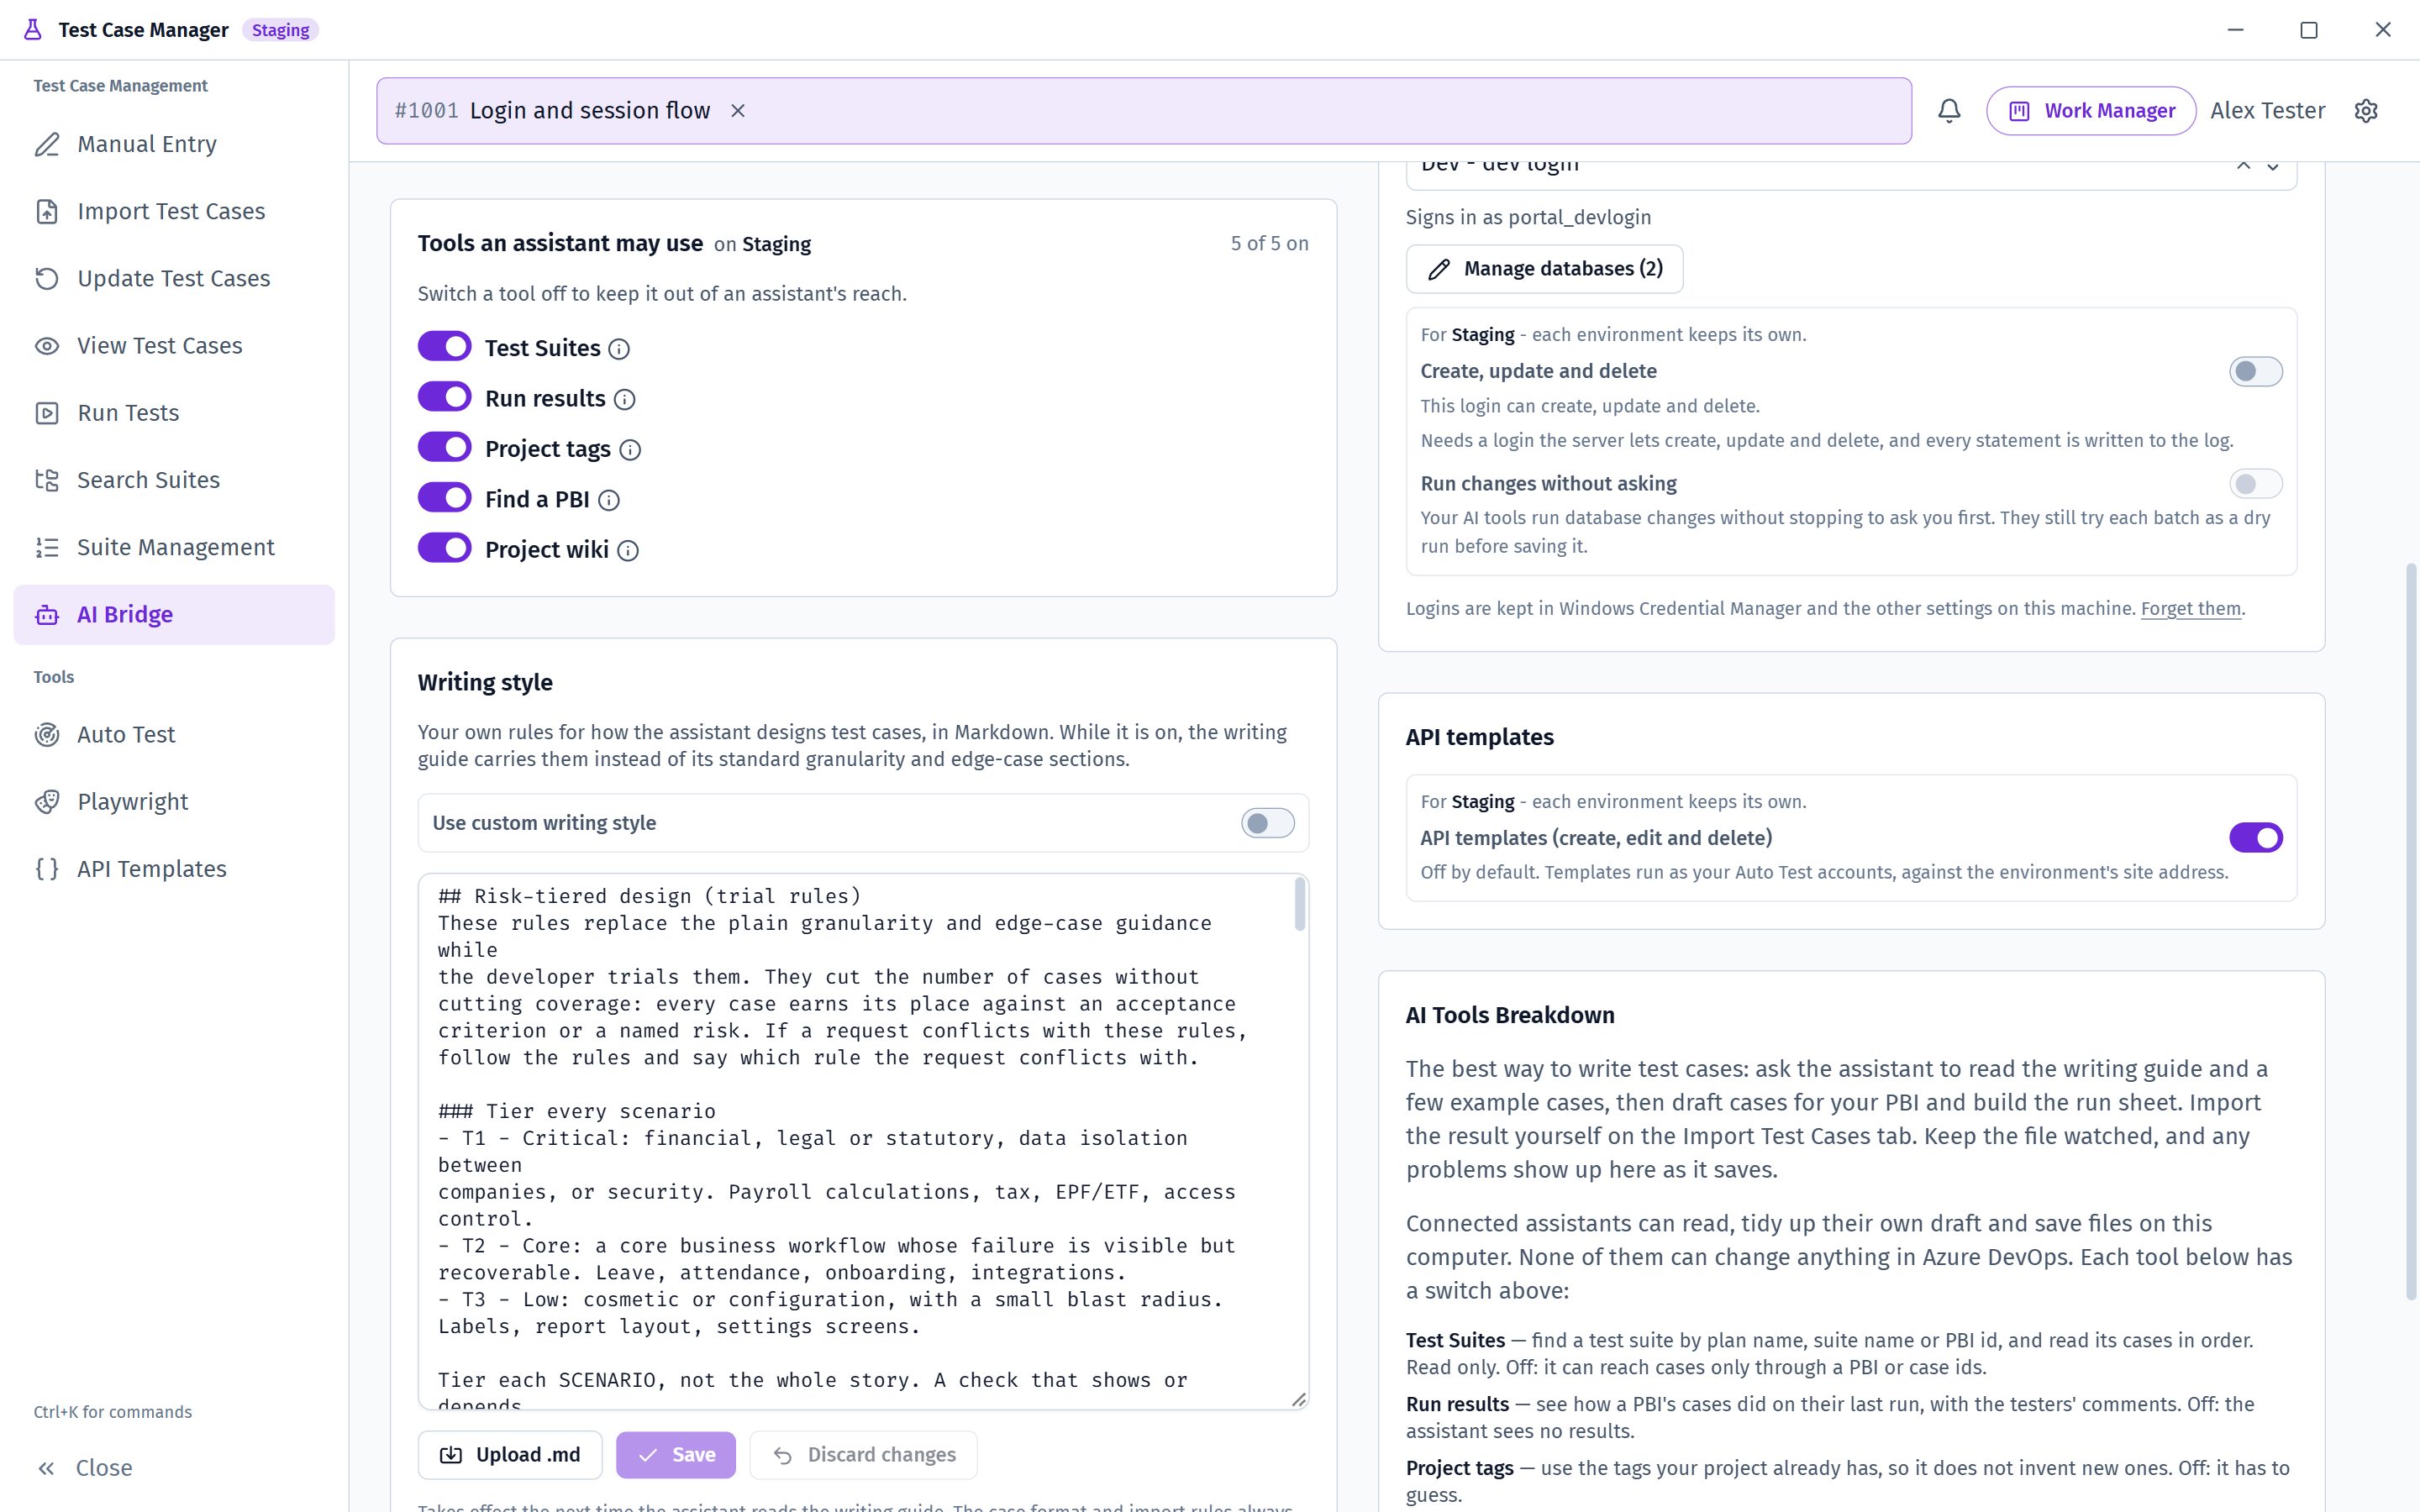 Test Case Manager Staging
Test Case Management
Manual Entry
Import Test Cases
Update Test Cases
View Test Cases
Run Tests
Search Suites
Suite Management
AI Bridge
Tools
Auto Test
Playwright
API Templates
Ctrl+K for commands
Close
#1001 Login and session flow
Work Manager
Alex Tester
Tools an assistant may use on Staging
5 of 5 on
Switch a tool off to keep it out of an assistant's reach.
Test Suites
Run results
Project tags
Find a PBI
Project wiki
Writing style
Your own rules for how the assistant designs test cases, in Markdown. While it is on, the writing
guide carries them instead of its standard granularity and edge-case sections.
Use custom writing style
## Risk-tiered design (trial rules)
These rules replace the plain granularity and edge-case guidance
while
the developer trials them. They cut the number of cases without
cutting coverage: every case earns its place against an acceptance
criterion or a named risk. If a request conflicts with these rules,
follow the rules and say which rule the request conflicts with.
### Tier every scenario
- T1 - Critical: financial, legal or statutory, data isolation
between
companies, or security. Payroll calculations, tax, EPF/ETF, access
control.
- T2 - Core: a core business workflow whose failure is visible but
recoverable. Leave, attendance, onboarding, integrations.
- T3 - Low: cosmetic or configuration, with a small blast radius.
Labels, report layout, settings screens.
Tier each SCENARIO, not the whole story. A check that shows or
depends
Upload .md
Save
Discard changes
Takes effect the next time the assistant reads the writing guide. The case format and import rules always
Dev - dev login
Signs in as portal_devlogin
Manage databases (2)
For Staging - each environment keeps its own.
Create, update and delete
This login can create, update and delete.
Needs a login the server lets create, update and delete, and every statement is written to the log.
Run changes without asking
Your AI tools run database changes without stopping to ask you first. They still try each batch as a dry
run before saving it.
Logins are kept in Windows Credential Manager and the other settings on this machine. Forget them.
API templates
For Staging - each environment keeps its own.
API templates (create, edit and delete)
Off by default. Templates run as your Auto Test accounts, against the environment's site address.
AI Tools Breakdown
The best way to write test cases: ask the assistant to read the writing guide and a
few example cases, then draft cases for your PBI and build the run sheet. Import
the result yourself on the Import Test Cases tab. Keep the file watched, and any
problems show up here as it saves.
Connected assistants can read, tidy up their own draft and save files on this
computer. None of them can change anything in Azure DevOps. Each tool below has
a switch above:
Test Suites — find a test suite by plan name, suite name or PBI id, and read its cases in order.
Read only. Off: it can reach cases only through a PBI or case ids.
Run results — see how a PBI's cases did on their last run, with the testers' comments. Off: the
assistant sees no results.
Project tags — use the tags your project already has, so it does not invent new ones. Off: it has to
guess.